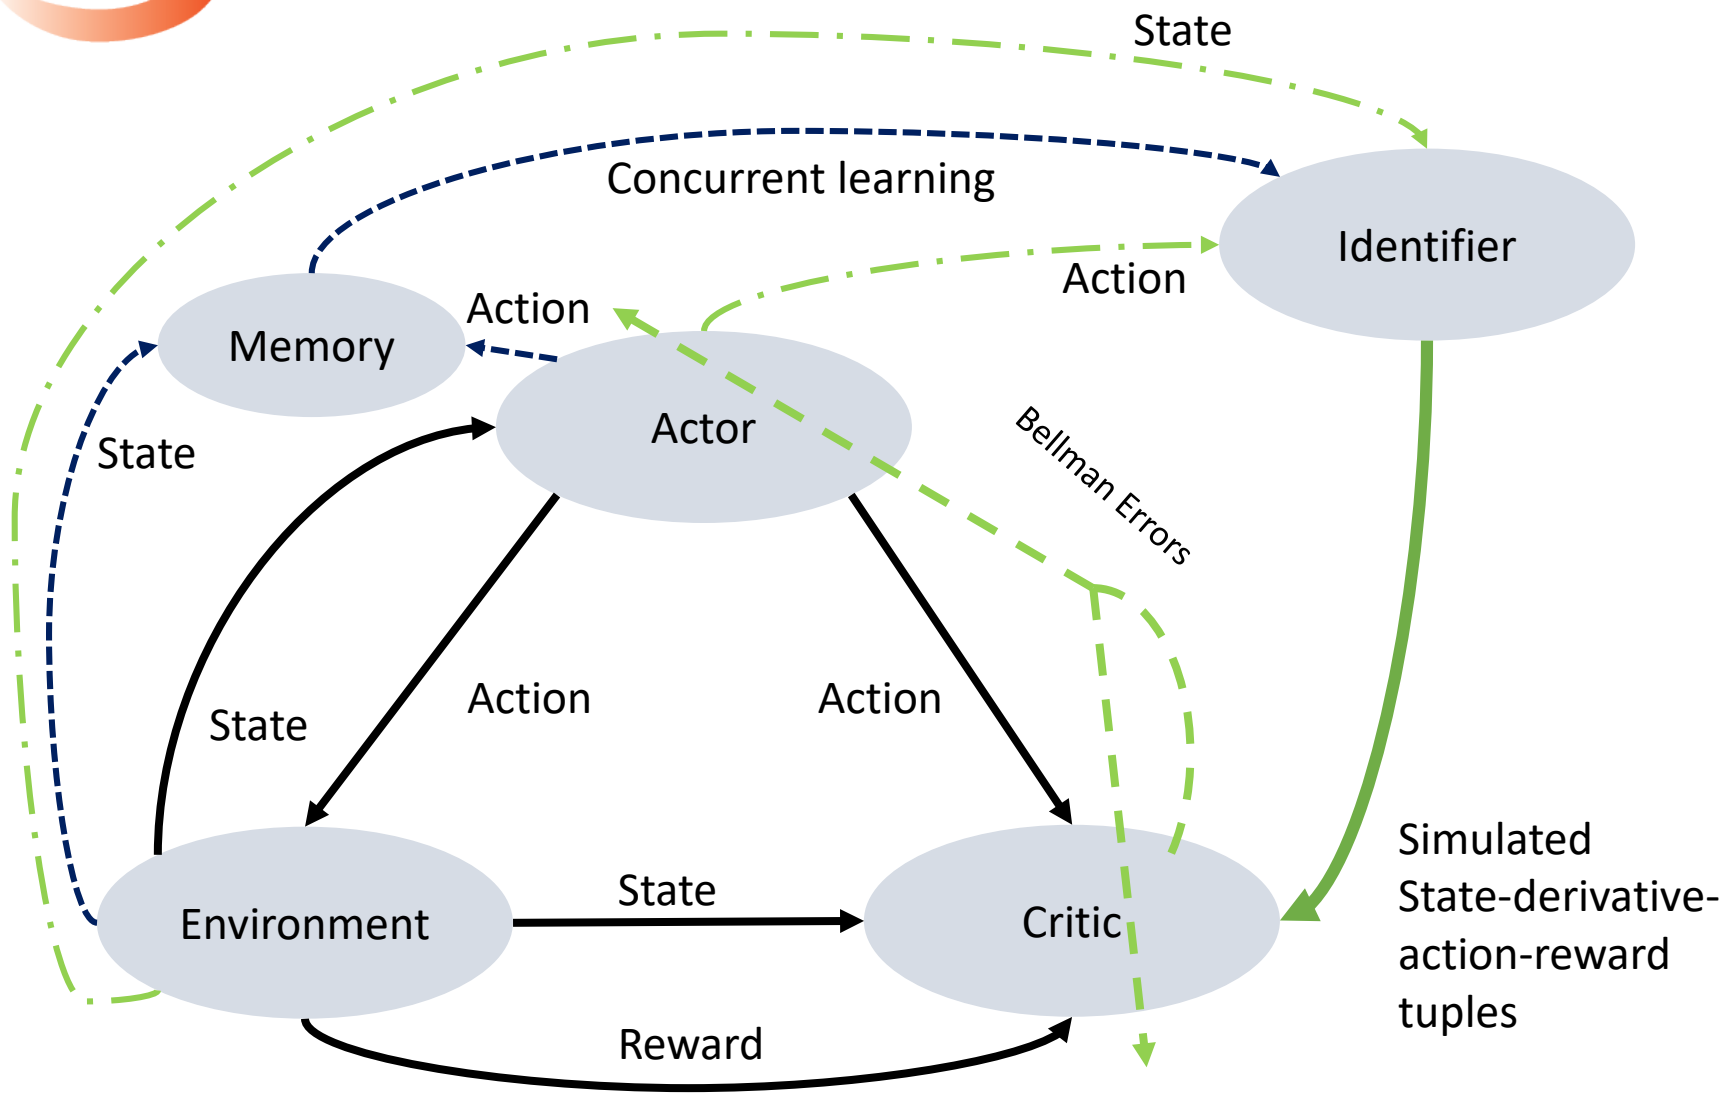 State
Concurrent learning
Identifier
Action
Action
Memory
Actor
Bellman Errors
State
Action
Action
State
Simulated
State-derivative-
action-reward
tuples
State
Environment
Critic
Reward